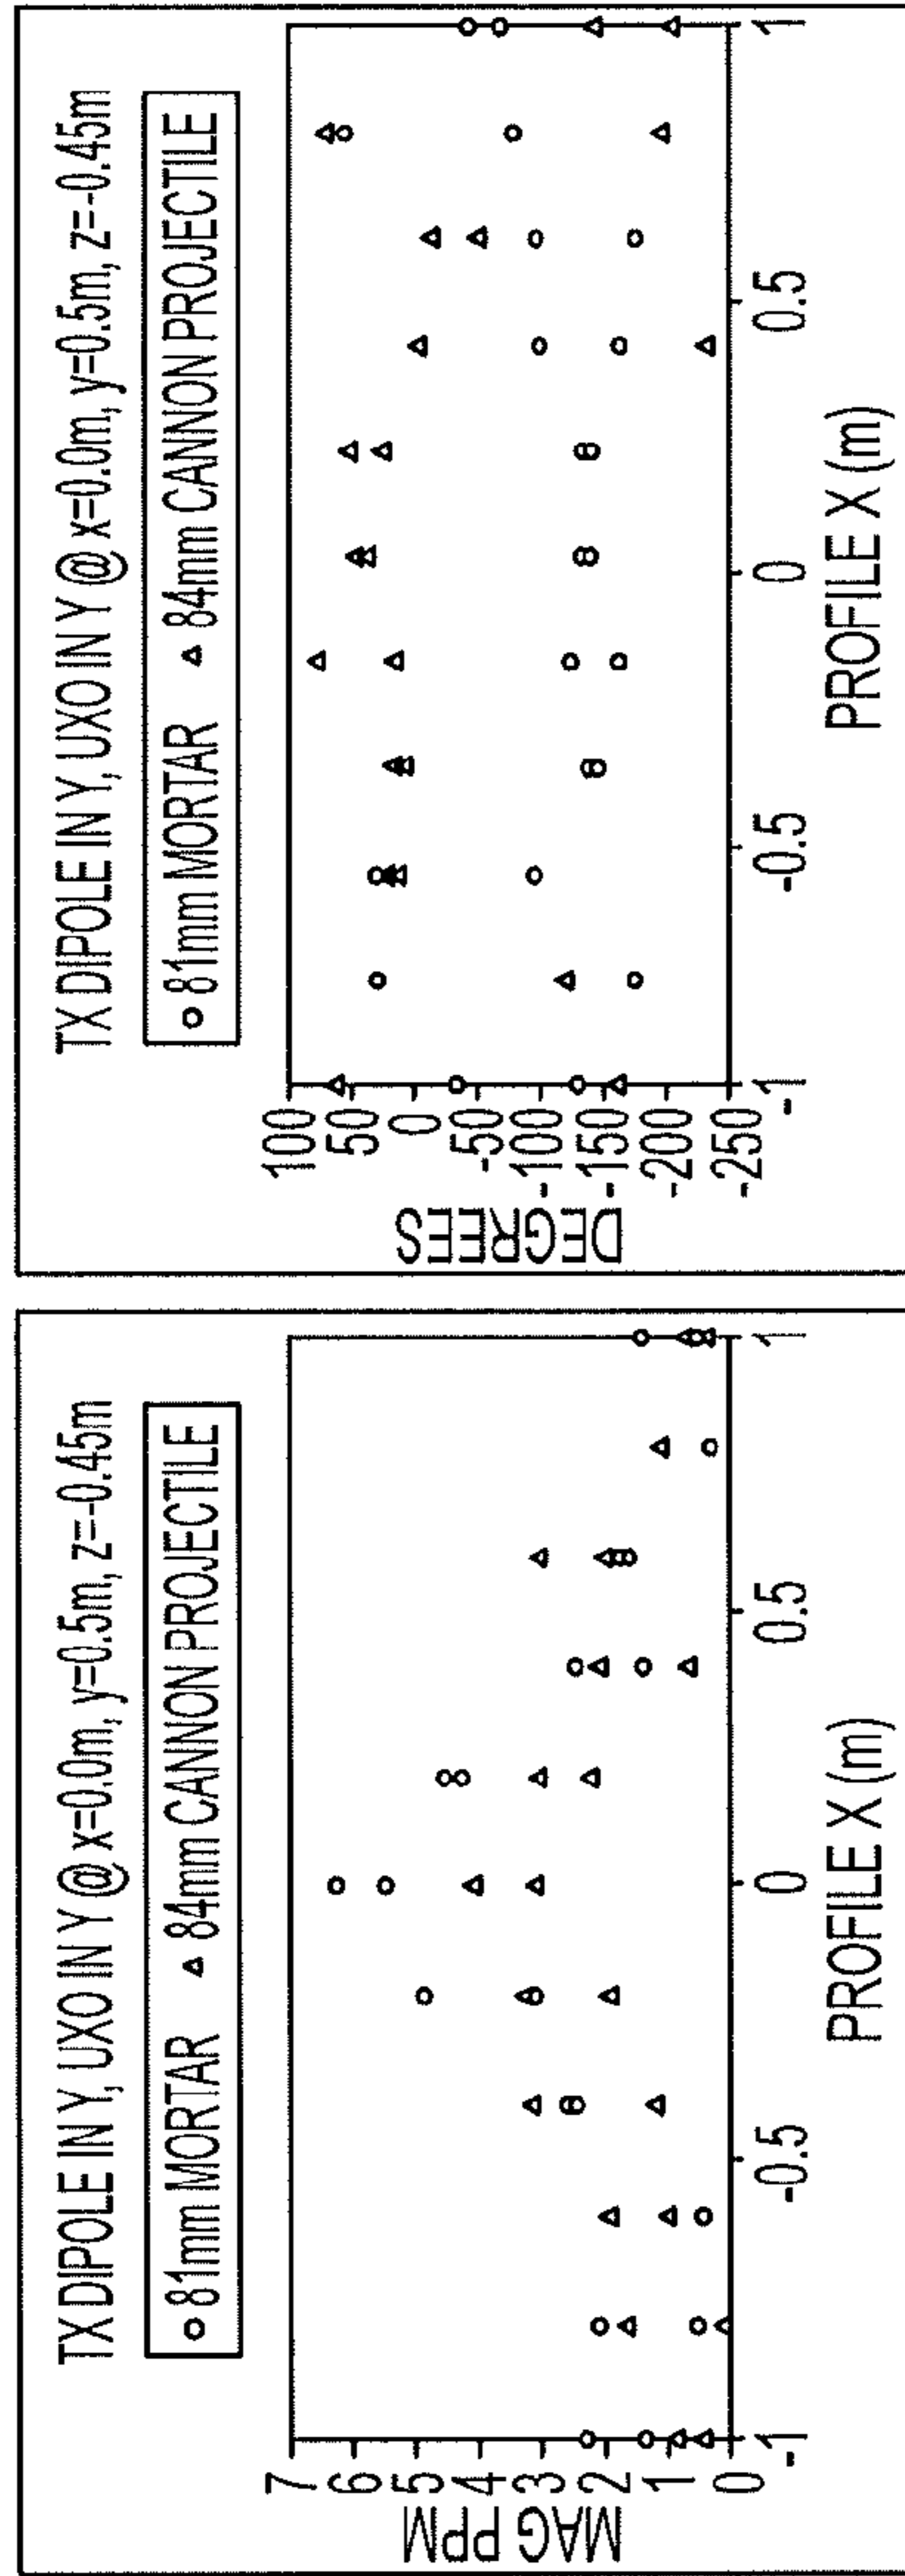 TX DIPOLE IN Y, UXO IN Y @ x=0.0m, y=0.5m, z=-0.45m
81mm MORTAR 84mm CANNON PROJECTILE
MAG PPM
7
6
5
4
3
2
1
0
-1 -0.5 0 0.5 1
PROFILE X (m)
TX DIPOLE IN Y, UXO IN Y @ x=0.0m, y=0.5m, z=-0.45m
81mm MORTAR 84mm CANNON PROJECTILE
DEGREES
100
50
0
-50
-100
-150
-200
-250
-1 -0.5 0 0.5 1
PROFILE X (m)